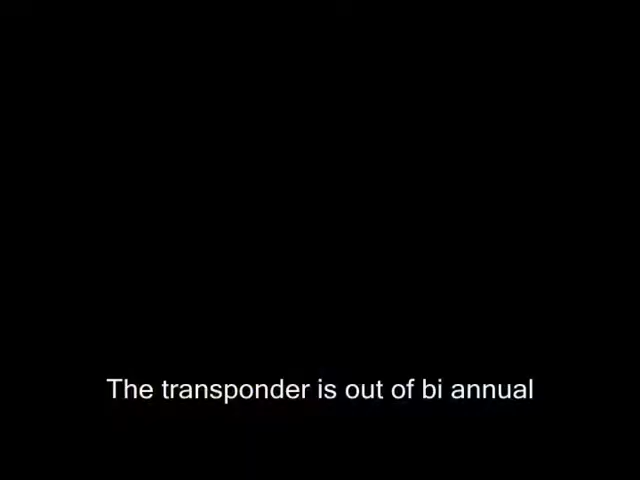 The transponder is out of bi annual